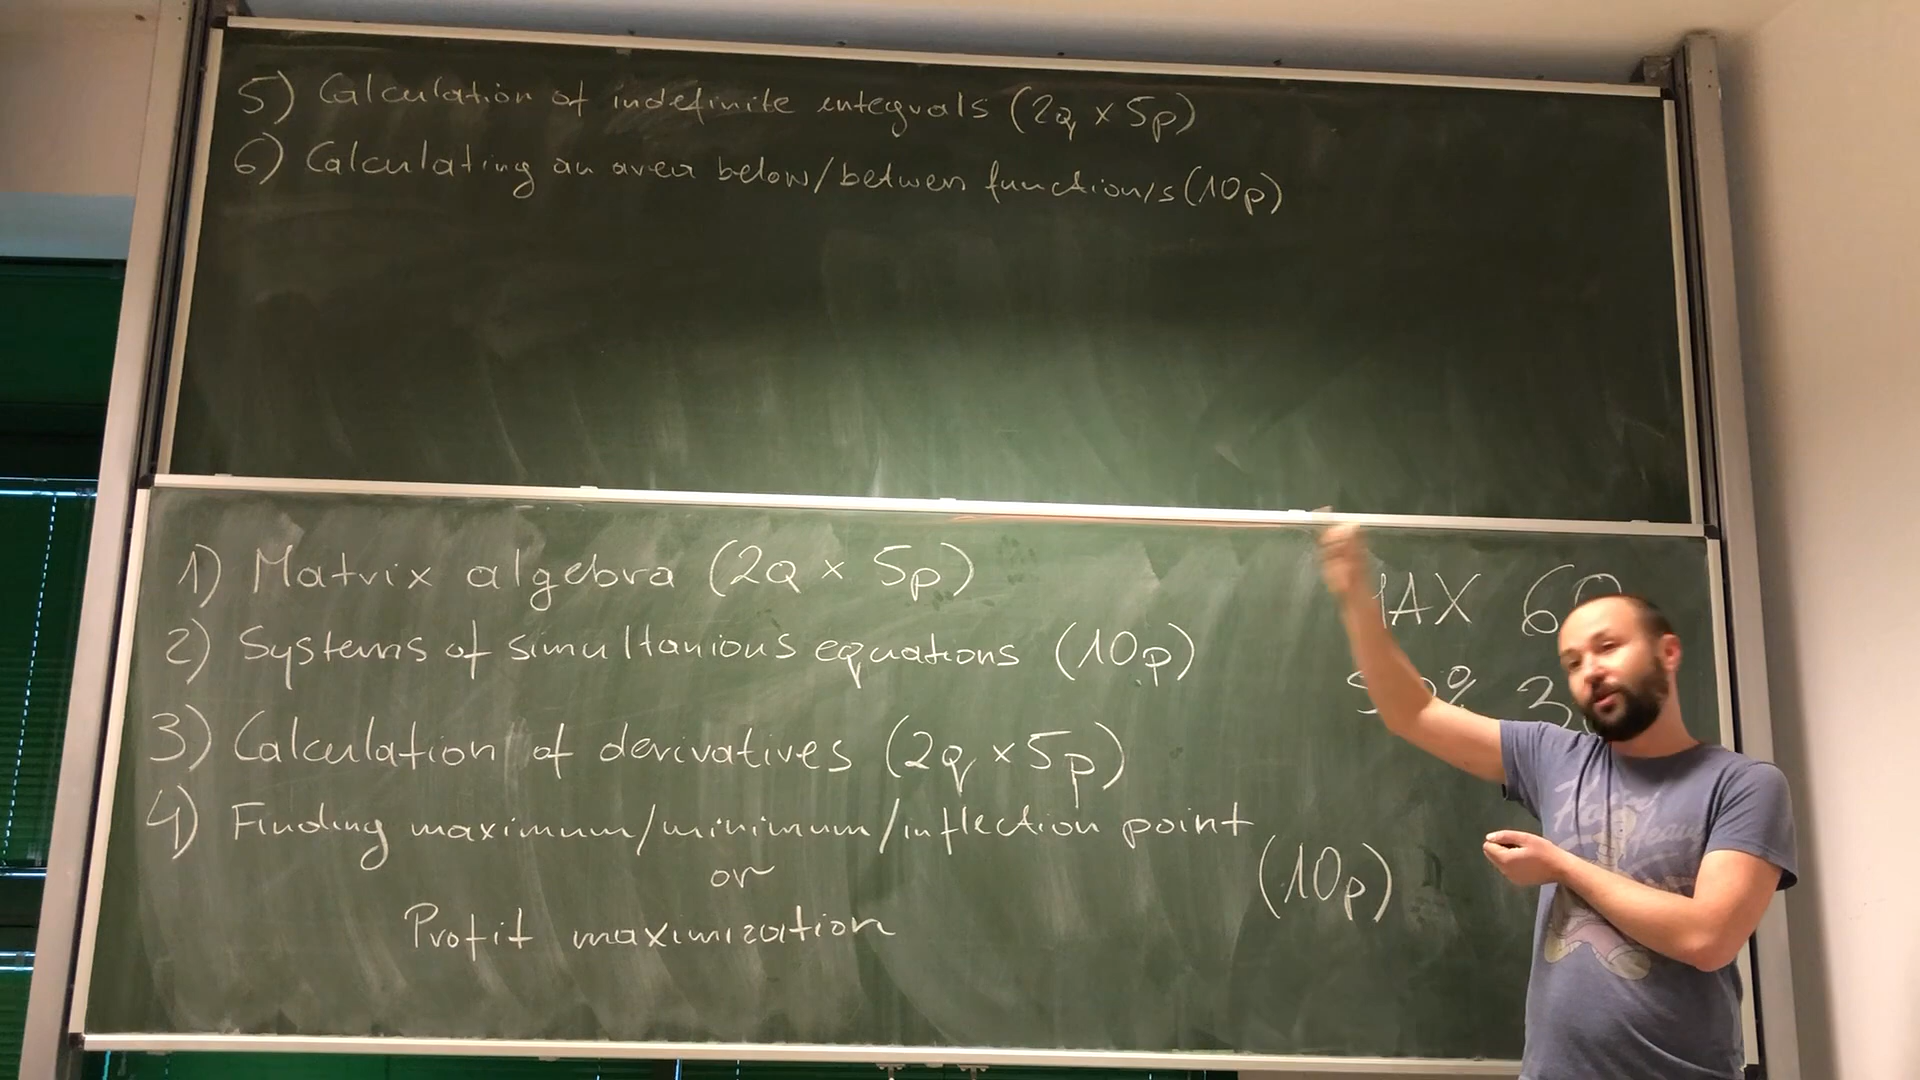 5) Calculation of indefinite integrals (2q x 5p)
6) Calculating an area below/betwen function/s (10p)
1) Matrix algebra (2Q x 5p)
2) Systems of simultanious equations (10p)
3) Calculation of derivatives (2q x 5p)
4) Finding maximum/minimum/inflection point
or
(10p)
Profit maximization
60